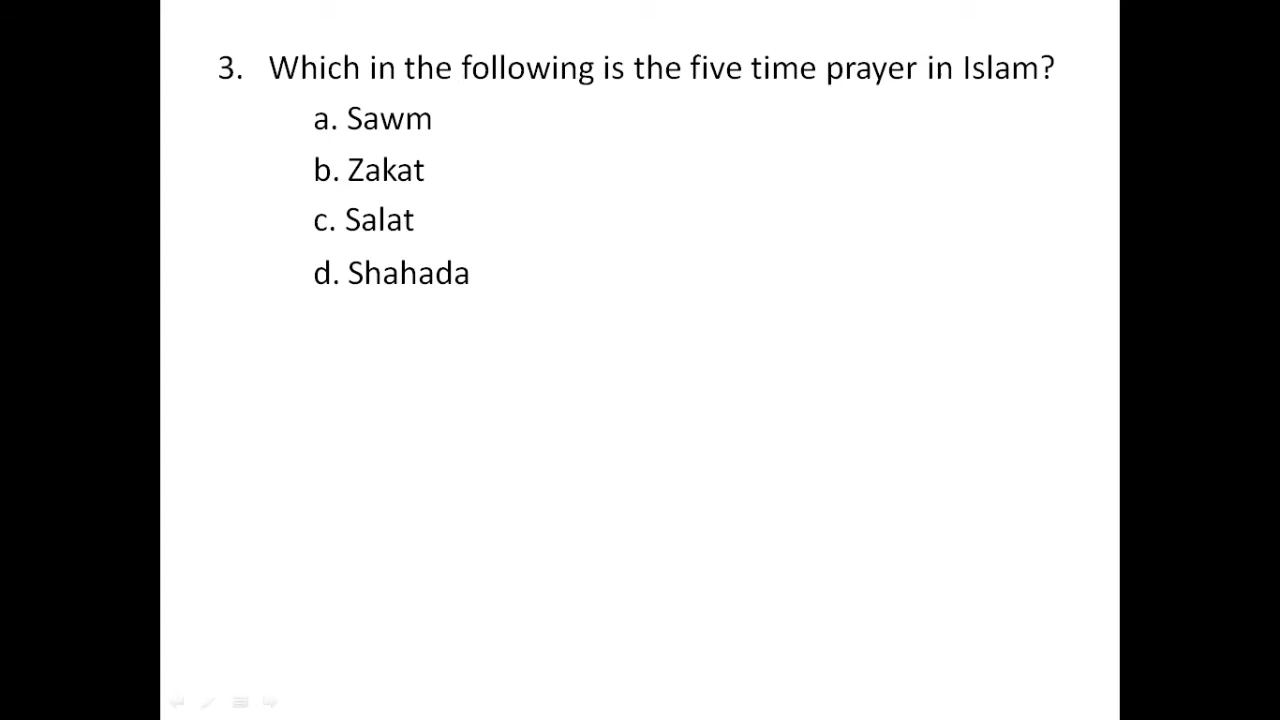 3. Which in the following is the five time prayer in Islam?
a. Sawm
b. Zakat
c. Salat
d. Shahada